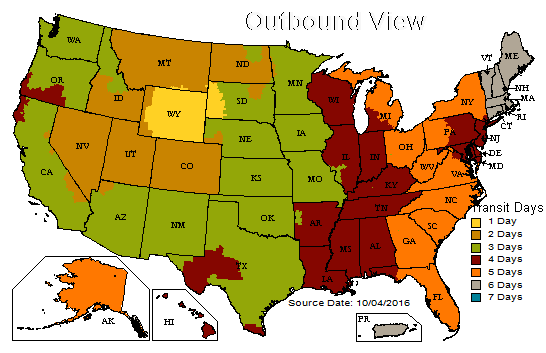 Outbound View
WA
MT
ND
MN
ME
VT
NH
MA
RI
CT
OR
ID
WY
SD
WI
MI
NY
NV
UT
CO
NE
IA
IL
IN
OH
PA
NJ
DE
MD
CA
AZ
NM
KS
MO
KY
WV
VA
OK
AR
TN
NC
TX
LA
MS
AL
GA
SC
FL
AK
HI
PR
Transit Days
1 Day
2 Days
3 Days
4 Days
5 Days
6 Days
7 Days
Source Date: 10/04/2016